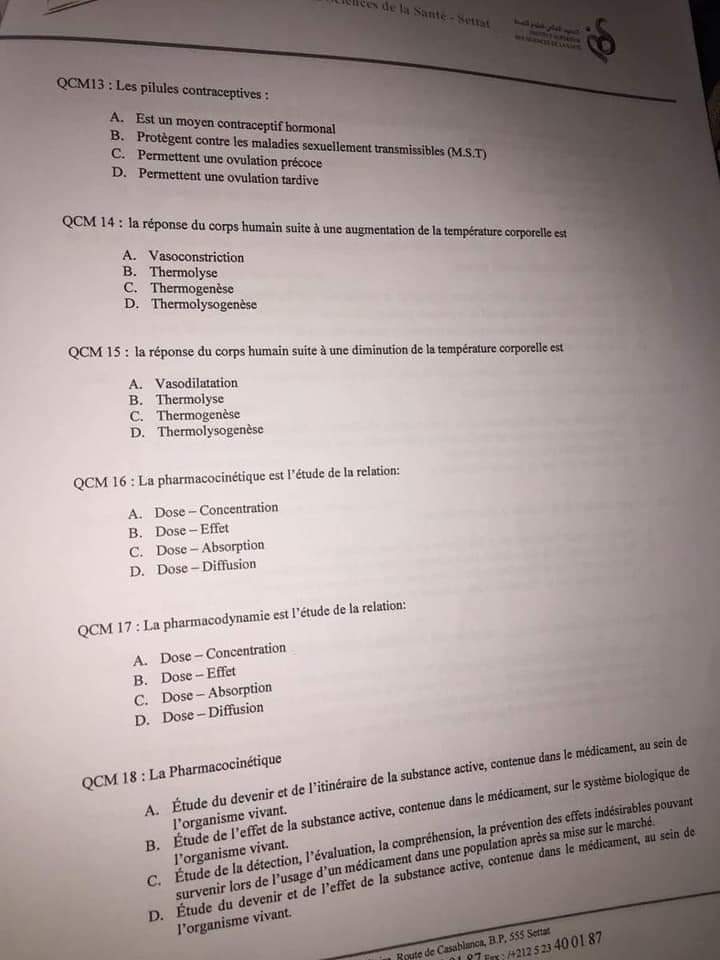 de la Santé - Settat
QCM13 : Les pilules contraceptives :
A. Est un moyen contraceptif hormonal
B. Protègent contre les maladies sexuellement transmissibles (M.S.T)
C. Permettent une ovulation précoce
D. Permettent une ovulation tardive
QCM 14 : la réponse du corps humain suite à une augmentation de la température corporelle est
A. Vasoconstriction
B. Thermolyse
C. Thermogenèse
D. Thermolysogenèse
QCM 15 : la réponse du corps humain suite à une diminution de la température corporelle est
A. Vasodilatation
B. Thermolyse
C. Thermogenèse
D. Thermolysogenèse
QCM 16 : La pharmacocinétique est l'étude de la relation:
A. Dose – Concentration
B. Dose – Effet
C. Dose – Absorption
D. Dose – Diffusion
QCM 17 : La pharmacodynamie est l'étude de la relation:
A. Dose – Concentration
B. Dose – Effet
C. Dose – Absorption
D. Dose – Diffusion
QCM 18 : La Pharmacocinétique
A. Étude du devenir et de l'itinéraire de la substance active, contenue dans le médicament, au sein de
l'organisme vivant.
B. Étude de l'effet de la substance active, contenue dans le médicament, sur le système biologique de
l'organisme vivant.
C. Étude de la détection, l'évaluation, la compréhension, la prévention des effets indésirables pouvant
survenir lors de l'usage d'un médicament dans une population après sa mise sur le marché.
D. Étude du devenir et de l'effet de la substance active, contenue dans le médicament, au sein de
l'organisme vivant.
Route de Casablanca, B.P, 555 Settat
87 Fax : /+212 5 23 40 01 87